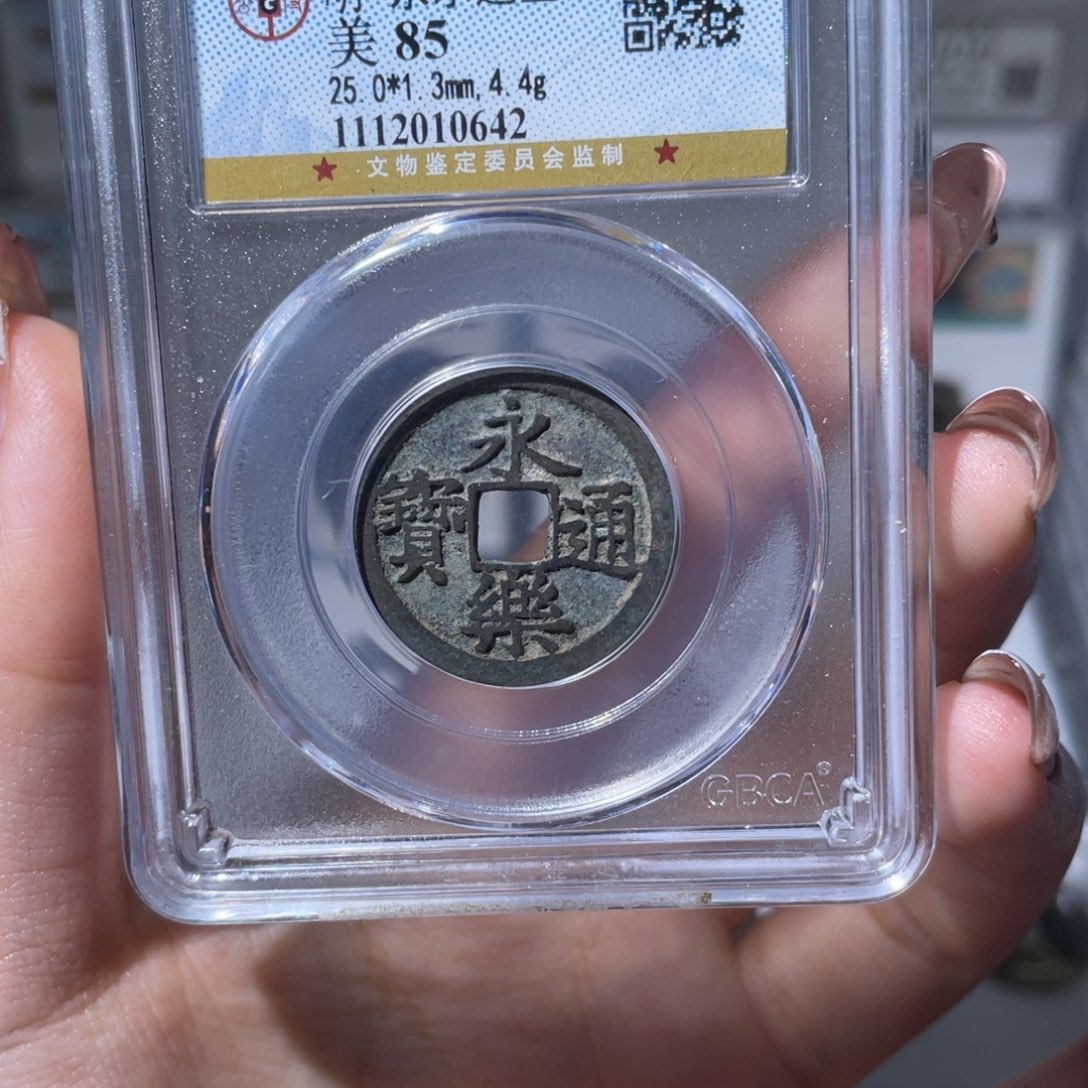 美 85
25.0*1.3mm,4.4g
1112010642
★ 文物鉴定委员会监制 ★
永樂通寶
GBCA®